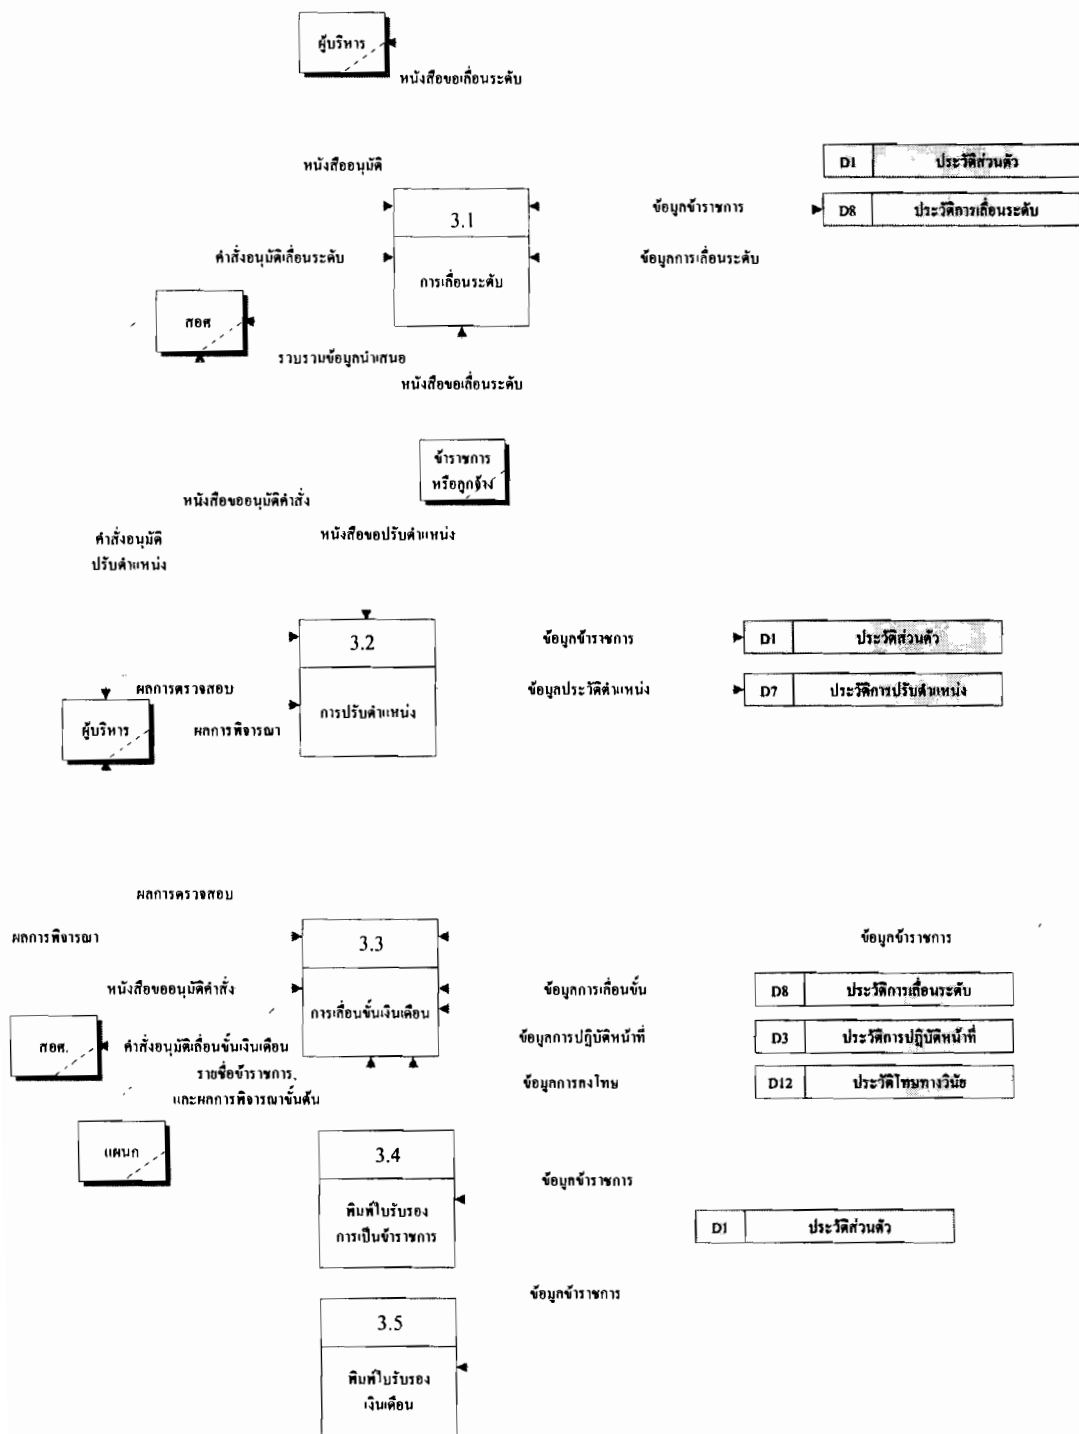 ผู้บริหาร
หนังสือขอเลื่อนระดับ
หนังสืออนุมัติ
D1 ประวัติส่วนตัว
3.1
ข้อมูลข้าราชการ
D8 ประวัติการเลื่อนระดับ
คำสั่งอนุมัติเลื่อนระดับ
ข้อมูลการเลื่อนระดับ
การเลื่อนระดับ
สอศ
รวบรวมข้อมูลนำเสนอ
หนังสือขอเลื่อนระดับ
ข้าราชการ
หรือลูกจ้าง
หนังสือขออนุมัติคำสั่ง
หนังสือขอปรับตำแหน่ง
คำสั่งอนุมัติ
ปรับตำแหน่ง
3.2
ข้อมูลข้าราชการ
D1 ประวัติส่วนตัว
ผลการตรวจสอบ
ข้อมูลประวัติตำแหน่ง
D7 ประวัติการปรับตำแหน่ง
การปรับตำแหน่ง
ผู้บริหาร
ผลการพิจารณา
ผลการตรวจสอบ
ผลการพิจารณา
3.3
ข้อมูลข้าราชการ
หนังสือขออนุมัติคำสั่ง
ข้อมูลการเลื่อนขั้น
D8 ประวัติการเลื่อนระดับ
การเลื่อนขั้นเงินเดือน
สอศ.
คำสั่งอนุมัติเลื่อนขั้นเงินเดือน
ข้อมูลการปฏิบัติหน้าที่
D3 ประวัติการปฏิบัติหน้าที่
รายชื่อข้าราชการ
และผลการพิจารณาขั้นต้น
ข้อมูลการลงโทษ
D12 ประวัติโทษทางวินัย
แผนก
3.4
ข้อมูลข้าราชการ
พิมพ์ใบรับรอง
การเป็นข้าราชการ
D1 ประวัติส่วนตัว
ข้อมูลข้าราชการ
3.5
พิมพ์ใบรับรอง
เงินเดือน